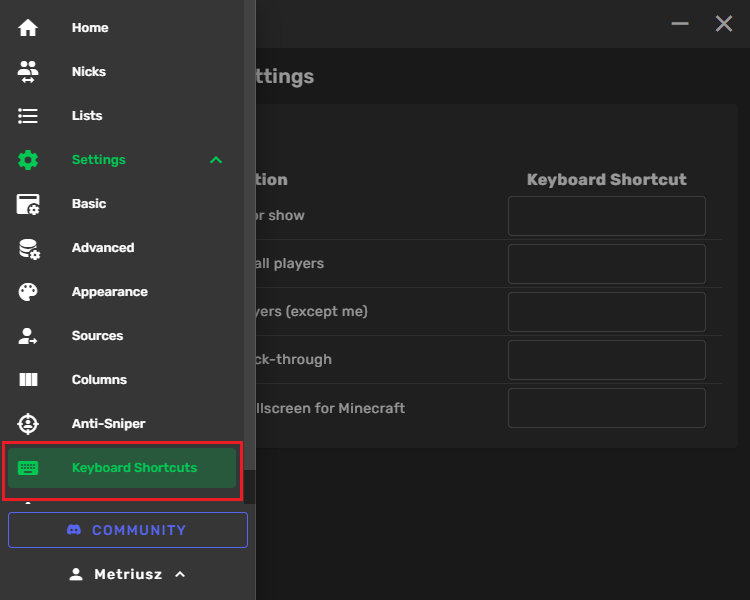 Home
Nicks
Lists
Settings
Basic
Advanced
Appearance
Sources
Columns
Anti-Sniper
Keyboard Shortcuts
COMMUNITY
Metriusz
ttings
tion
Keyboard Shortcut
or show
all players
yers (except me)
ck-through
llscreen for Minecraft